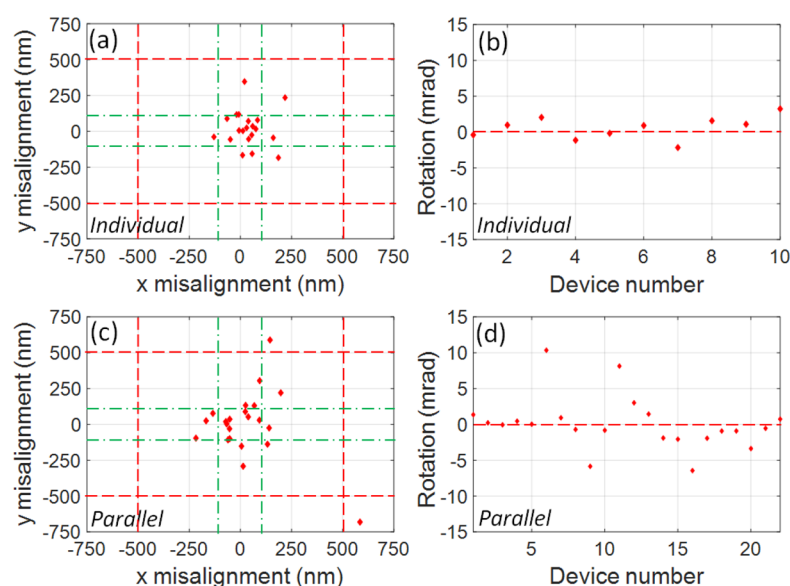 (a)
y misalignment (nm)
750
500
250
0
-250
-500
-750
Individual
-750 -500 -250 0 250 500 750
x misalignment (nm)
(b)
Rotation (mrad)
15
10
5
0
-5
-10
-15
Individual
2 4 6 8 10
Device number
(c)
y misalignment (nm)
750
500
250
0
-250
-500
-750
Parallel
-750 -500 -250 0 250 500 750
x misalignment (nm)
(d)
Rotation (mrad)
15
10
5
0
-5
-10
-15
Parallel
5 10 15 20
Device number